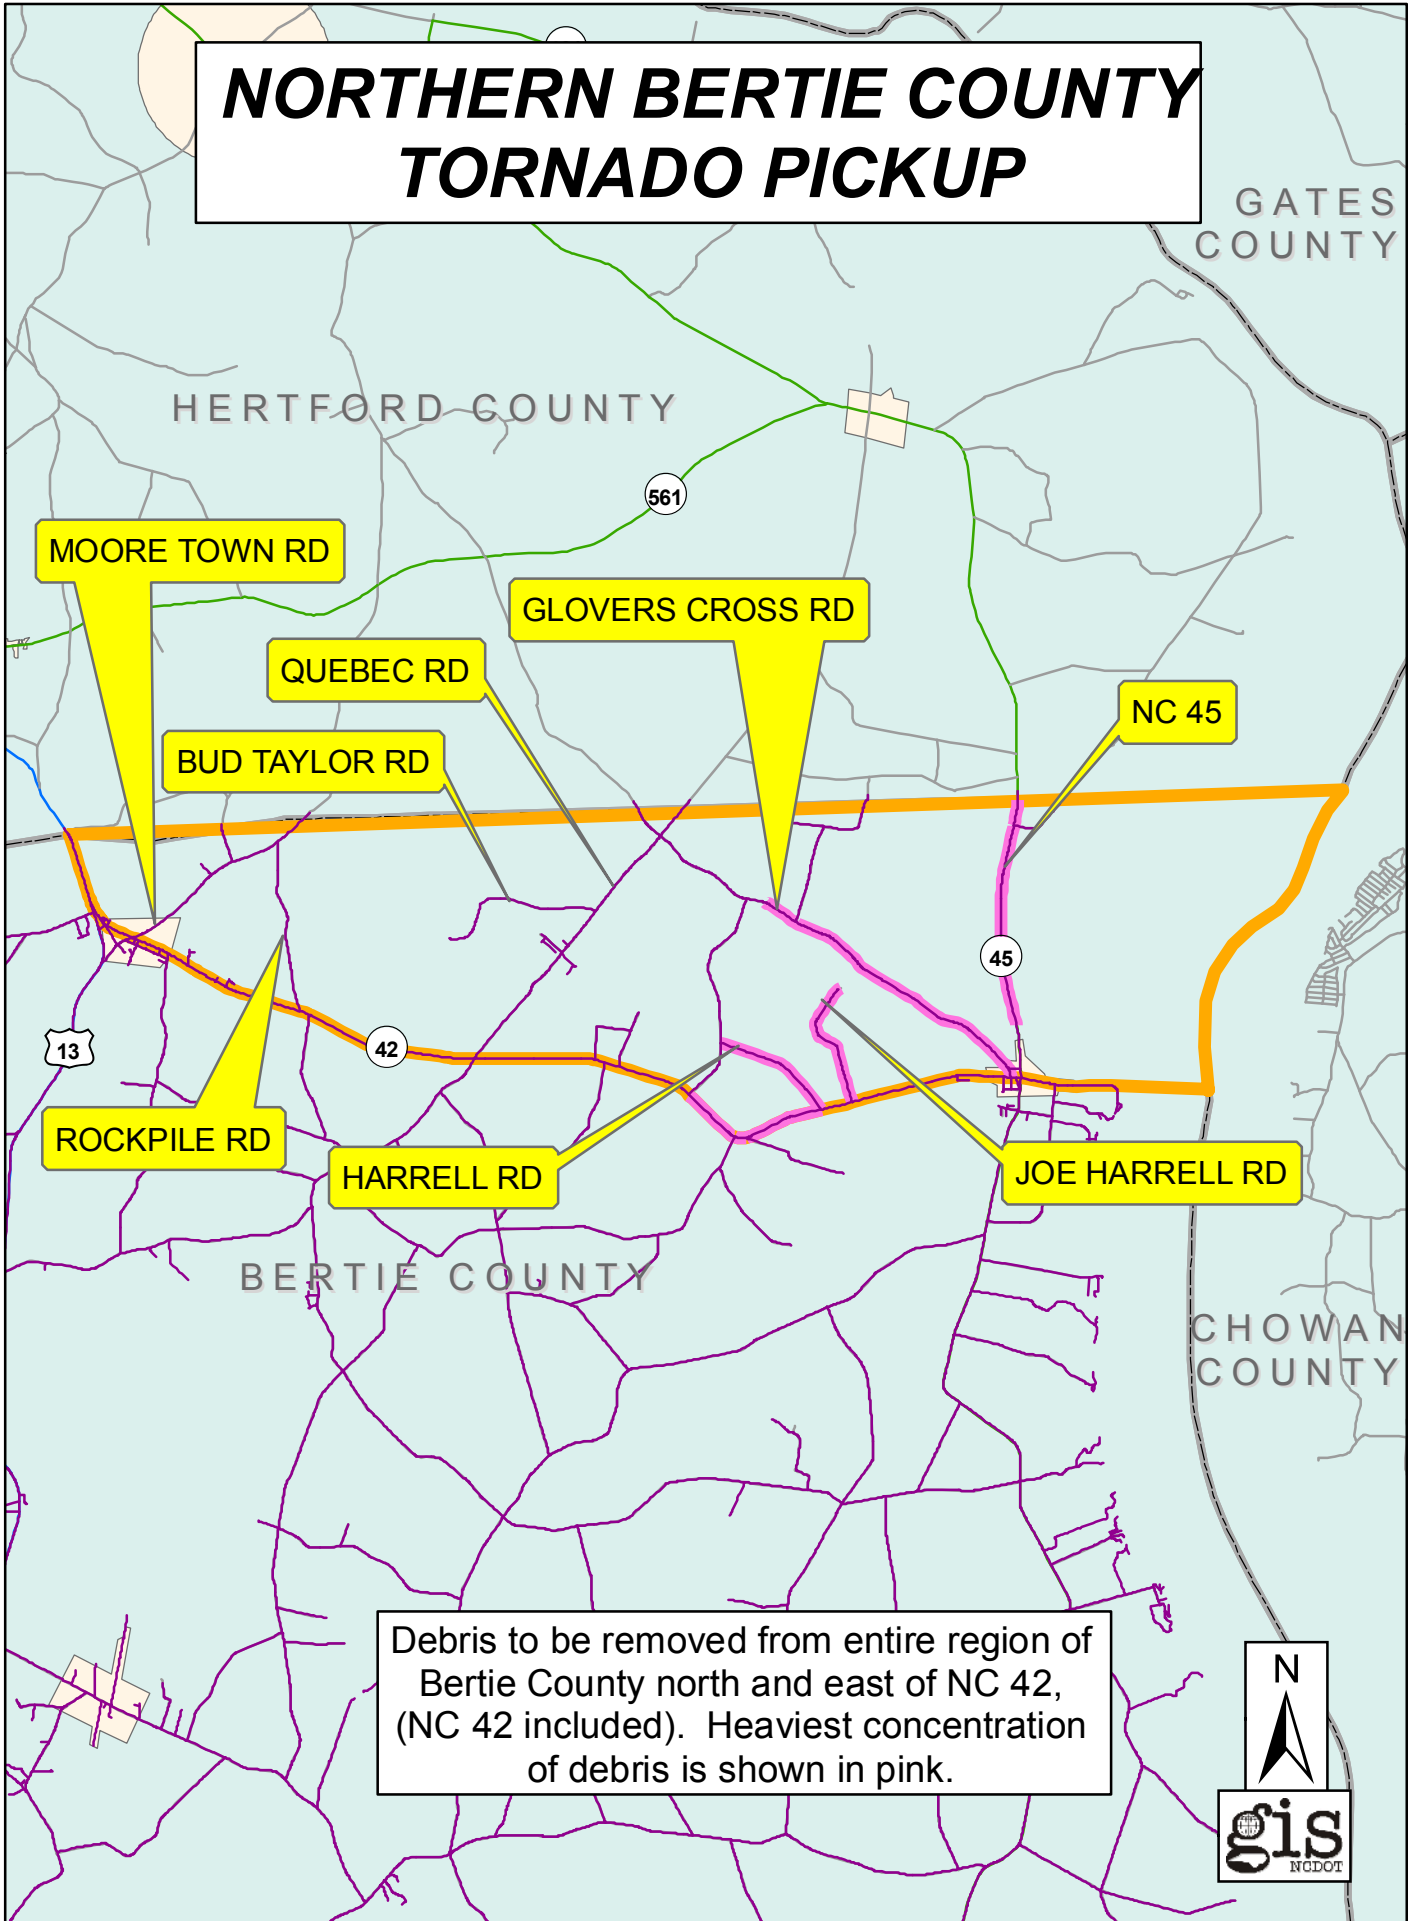 NORTHERN BERTIE COUNTY
TORNADO PICKUP
GATES
COUNTY
HERTFORD COUNTY
561
MOORE TOWN RD
GLOVERS CROSS RD
QUEBEC RD
NC 45
BUD TAYLOR RD
45
13
42
ROCKPILE RD
HARRELL RD
JOE HARRELL RD
BERTIE COUNTY
CHOWAN
COUNTY
Debris to be removed from entire region of
Bertie County north and east of NC 42,
(NC 42 included).  Heaviest concentration
of debris is shown in pink.
N
gis
NCDOT